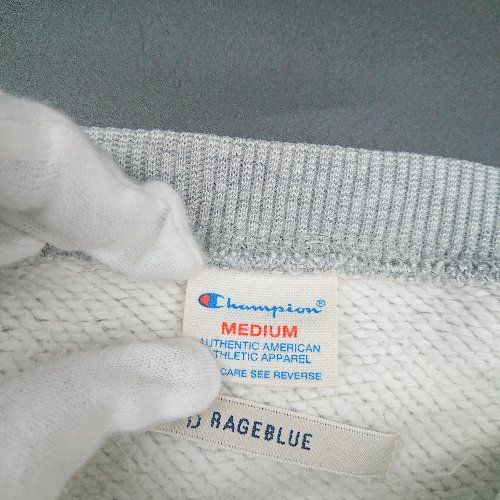 Champion®
MEDIUM
AUTHENTIC AMERICAN
ATHLETIC APPAREL
CARE SEE REVERSE
RAGEBLUE